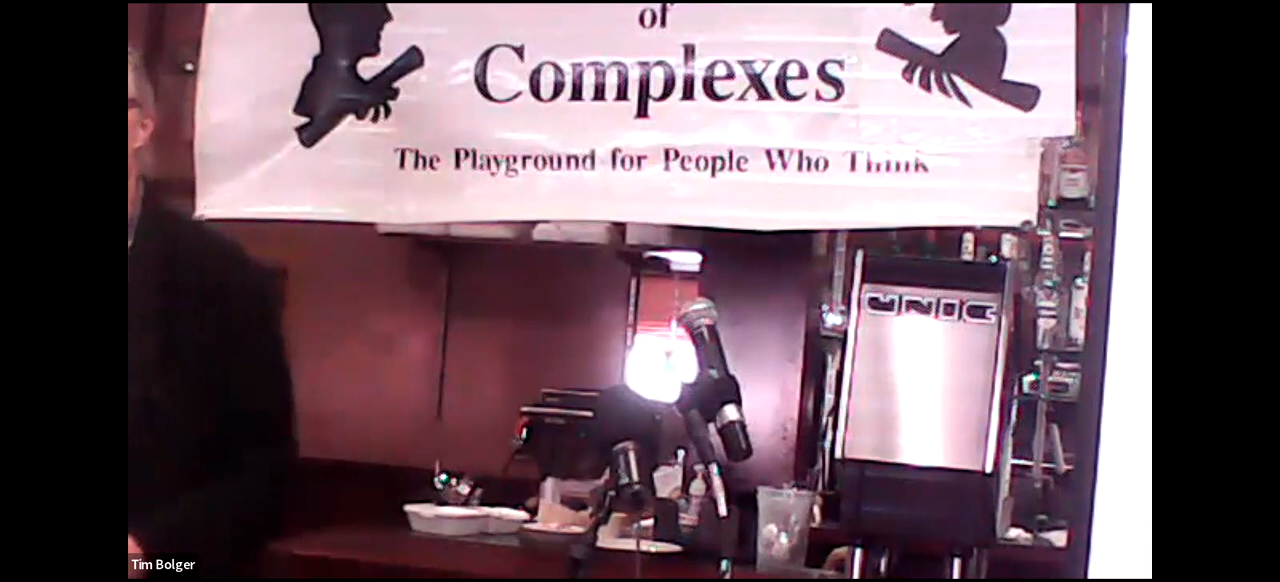 of
Complexes
The Playground for People Who Think
UNIC
Tim Bolger